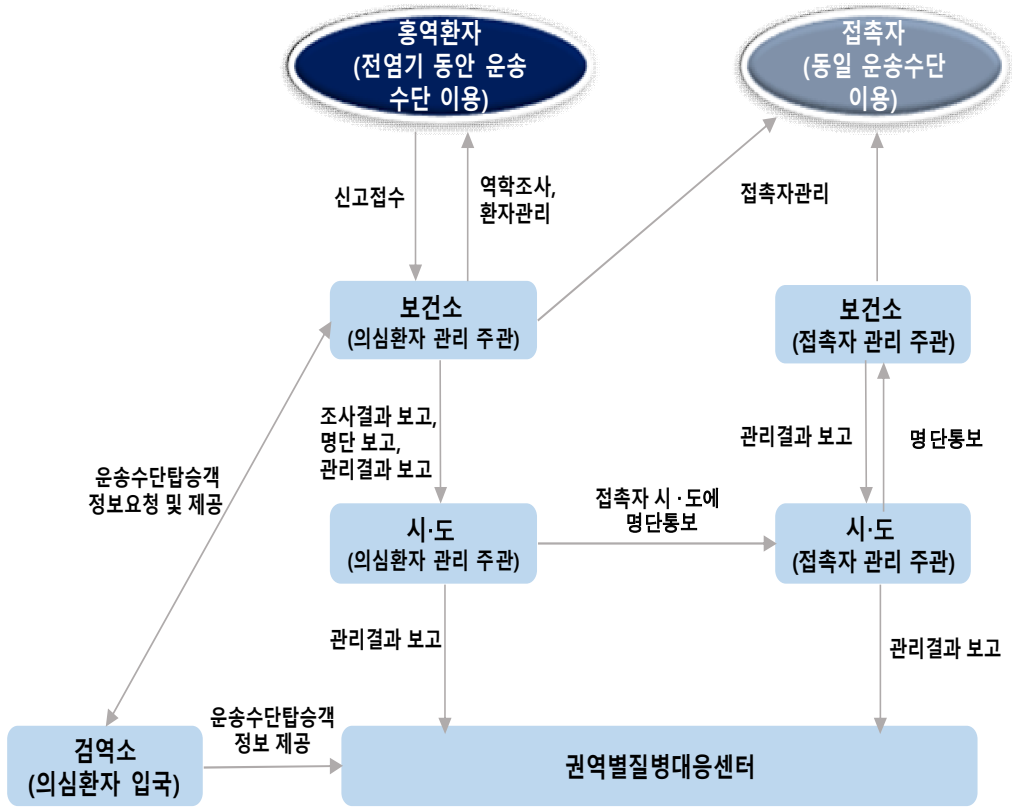 홍역환자
(전염기 동안 운송
수단 이용)
접촉자
(동일 운송수단
이용)
신고접수
역학조사,
환자관리
접촉자관리
보건소
(의심환자 관리 주관)
보건소
(접촉자 관리 주관)
조사결과 보고,
명단 보고,
관리결과 보고
관리결과 보고
명단통보
운송수단탑승객
정보요청 및 제공
접촉자 시·도에
명단통보
시·도
(의심환자 관리 주관)
시·도
(접촉자 관리 주관)
관리결과 보고
관리결과 보고
운송수단탑승객
정보 제공
검역소
(의심환자 입국)
권역별질병대응센터